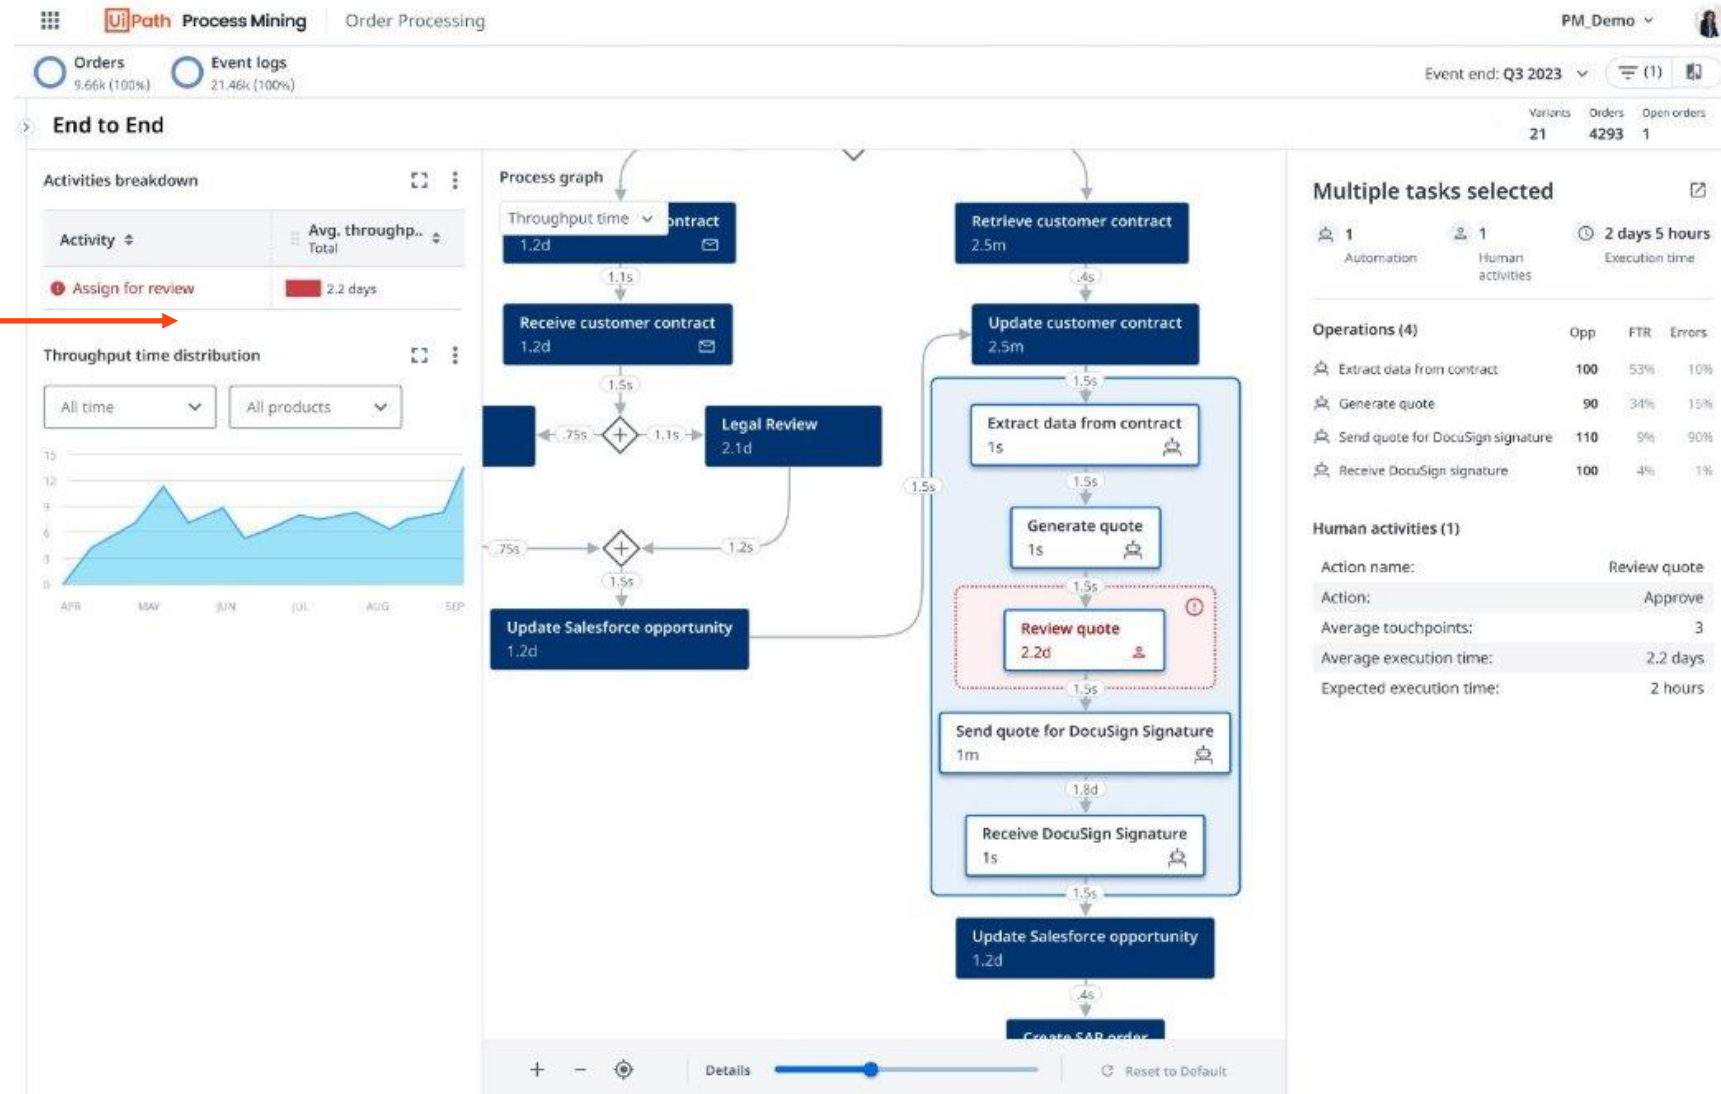 UiPath Process Mining Order Processing PM_Demo
Orders
9.66k (100%)
Event logs
21.46k (100%)
Event end: Q3 2023 (1)
End to End
Variants Orders Open orders
21 4293 1
Activities breakdown
Activity Avg. throughp..
Total
Assign for review 2.2 days
Throughput time distribution
All time All products
15
12
9
6
3
0
APR MAY JUN JUL AUG SEP
Process graph
Throughput time
ontract
1.2d
1.1s
Receive customer contract
1.2d
1.5s
.75s 1.1s
Legal Review
2.1d
.75s 1.2s
1.5s
Update Salesforce opportunity
1.2d
1.5s
Retrieve customer contract
2.5m
.4s
Update customer contract
2.5m
1.5s
Extract data from contract
1s
1.5s
Generate quote
1s
1.5s
Review quote
2.2d
1.5s
Send quote for DocuSign Signature
1m
1.8d
Receive DocuSign Signature
1s
1.5s
Update Salesforce opportunity
1.2d
.4s
Create SAP order
Details Reset to Default
Multiple tasks selected
1 1 2 days 5 hours
Automation Human activities Execution time
Operations (4) Opp FTR Errors
Extract data from contract 100 53% 10%
Generate quote 90 34% 15%
Send quote for DocuSign signature 110 9% 90%
Receive DocuSign signature 100 4% 1%
Human activities (1)
Action name: Review quote
Action: Approve
Average touchpoints: 3
Average execution time: 2.2 days
Expected execution time: 2 hours